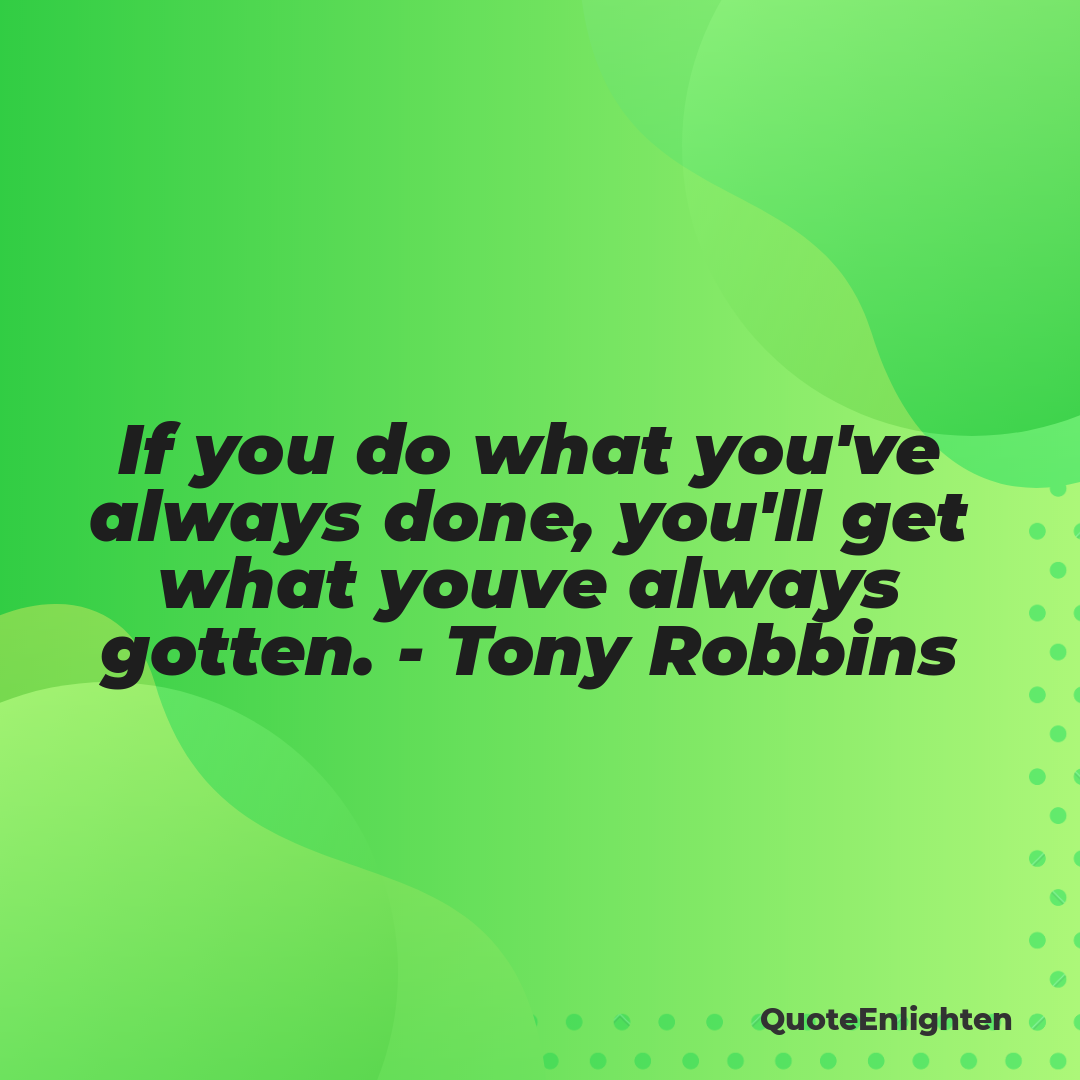 If you do what you've
always done, you'll get
what youve always
gotten. - Tony Robbins
QuoteEnlighten